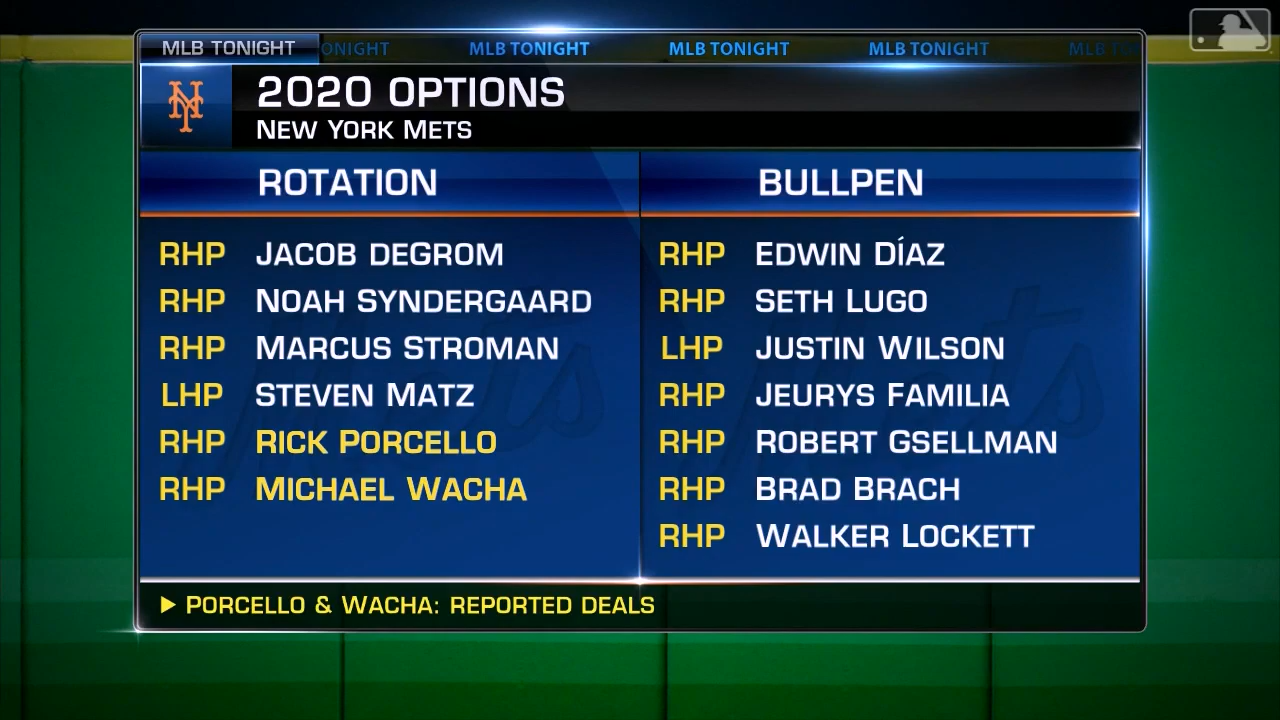 MLB TONIGHT ONIGHT MLB TONIGHT MLB TONIGHT MLB TONIGHT MLB T
NY
2020 OPTIONS
NEW YORK METS
ROTATION
RHP JACOB DEGROM
RHP NOAH SYNDERGAARD
RHP MARCUS STROMAN
LHP STEVEN MATZ
RHP RICK PORCELLO
RHP MICHAEL WACHA
BULLPEN
RHP EDWIN DÍAZ
RHP SETH LUGO
LHP JUSTIN WILSON
RHP JEURYS FAMILIA
RHP ROBERT GSELLMAN
RHP BRAD BRACH
RHP WALKER LOCKETT
▶ PORCELLO & WACHA: REPORTED DEALS